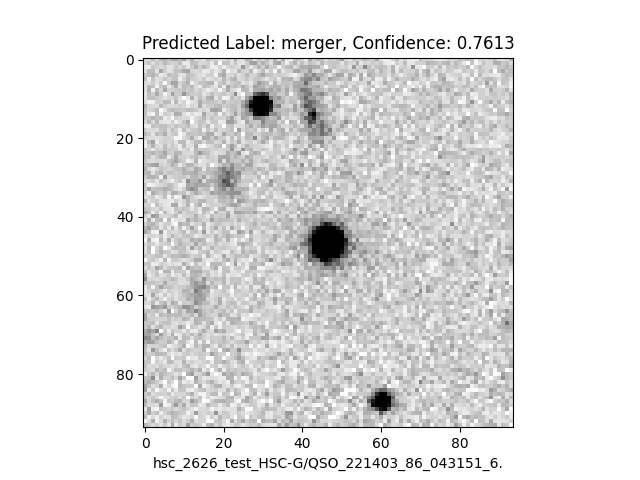 Predicted Label: merger, Confidence: 0.7613
0
20
40
60
80
0 20 40 60 80
hsc_2626_test_HSC-G/QSO_221403_86_043151_6.